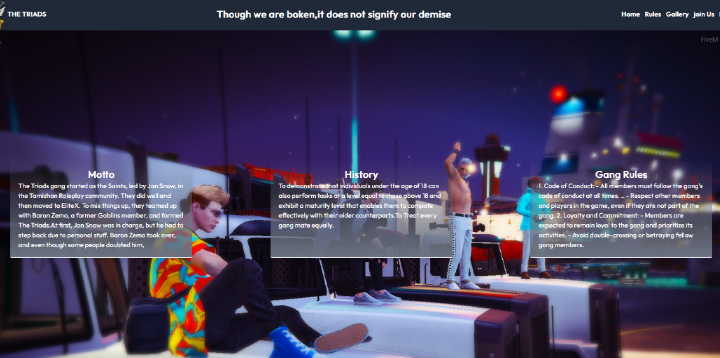 THE TRIADS
Though we are boken,it does not signify our demise
Home Rules Gallery join Us
FiveM
Motto
The Triads gang started as the Saints, led by Jon Snow, in
the Tamizhan Roleplay community. They did well and
then moved to EliteX. To mix things up, they teamed up
with Baron Zemo, a former Goblins member, and formed
The Triads.At first, Jon Snow was in charge, but he had to
step back due to personal stuff. Baron Zemo took over,
and even though some people doubted him,
History
To demonstrate that individuals under the age of 18 can
also perform tasks at a level equal to those above 18 and
exhibit a maturity level that enables them to compete
effectively with their older counterparts.To Treat every
gang mate equally.
Gang Rules
1. Code of Conduct: - All members must follow the gang's
code of conduct at all times. .. - Respect other members
and players in the game, even if they are not part of the
gang. 2. Loyalty and Commitment: - Members are
expected to remain loyal to the gang and prioritize its
activities. - Avoid double-crossing or betraying fellow
gang members.